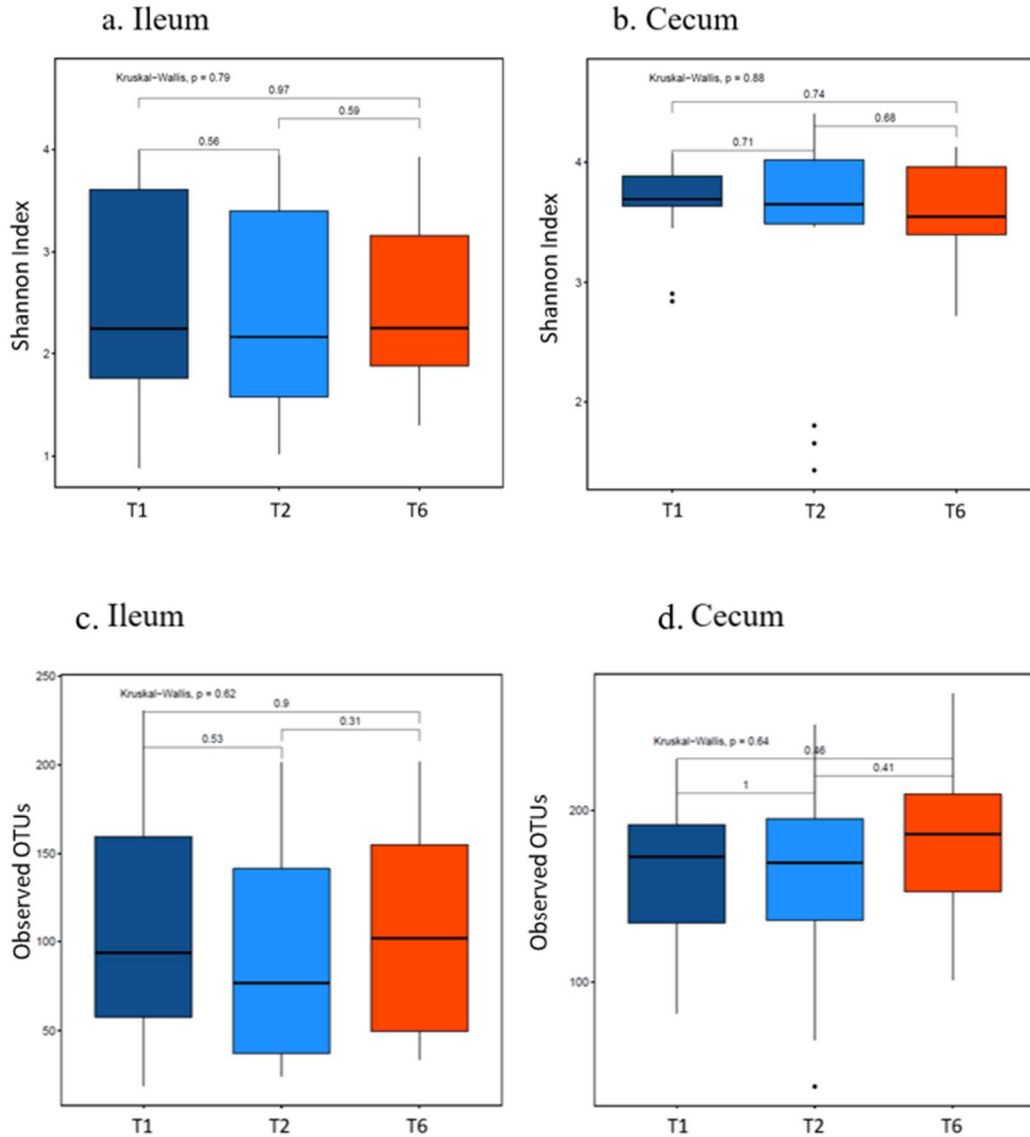 a. Ileum
Kruskal-Wallis, p = 0.79
0.97
0.59
0.56
4
3
2
1
Shannon Index
T1 T2 T6
b. Cecum
Kruskal-Wallis, p = 0.88
0.74
0.68
0.71
4
3
2
Shannon Index
T1 T2 T6
c. Ileum
250
Kruskal-Wallis, p = 0.62
0.9
0.31
0.53
200
150
100
50
Observed OTUs
T1 T2 T6
d. Cecum
Kruskal-Wallis, p = 0.64
0.46
0.41
1
200
100
Observed OTUs
T1 T2 T6